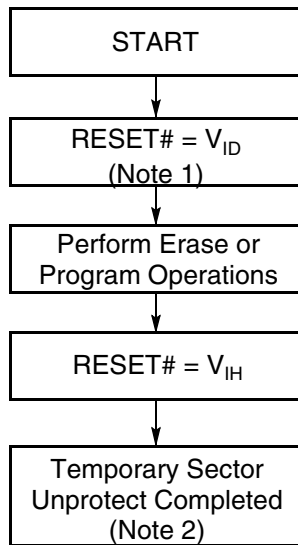 START
RESET# = VID
(Note 1)
Perform Erase or
Program Operations
RESET# = VIH
Temporary Sector
Unprotect Completed
(Note 2)